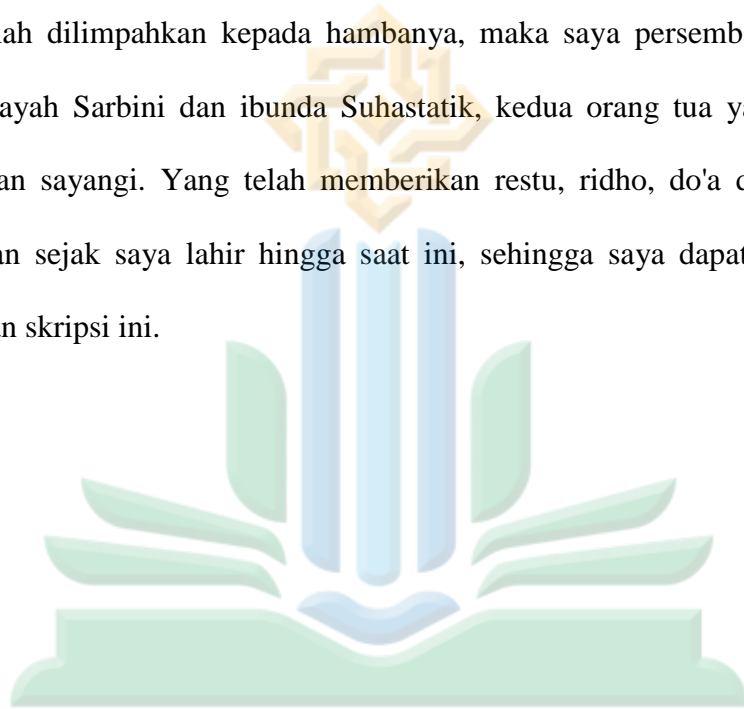 lah dilimpahkan kepada hambanya, maka saya persemb
ayah Sarbini dan ibunda Suhastatik, kedua orang tua ya
an sayangi. Yang telah memberikan restu, ridho, do'a d
an sejak saya lahir hingga saat ini, sehingga saya dapat
n skripsi ini.